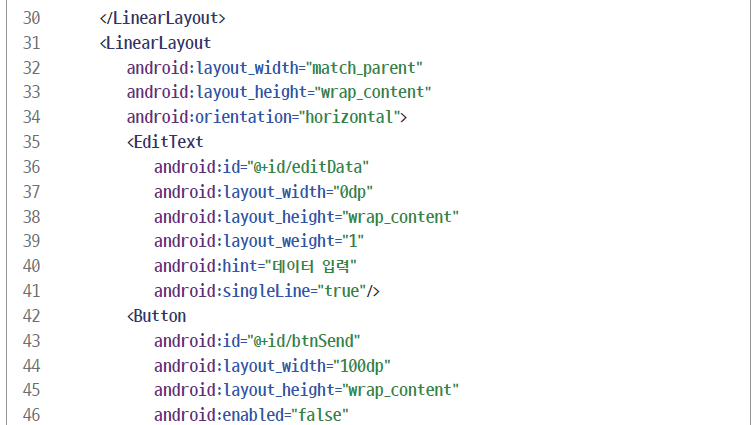 30 </LinearLayout>
31 <LinearLayout
32 android:layout_width="match_parent"
33 android:layout_height="wrap_content"
34 android:orientation="horizontal">
35 <EditText
36 android:id="@+id/editData"
37 android:layout_width="0dp"
38 android:layout_height="wrap_content"
39 android:layout_weight="1"
40 android:hint="데이터 입력"
41 android:singleLine="true"/>
42 <Button
43 android:id="@+id/btnSend"
44 android:layout_width="100dp"
45 android:layout_height="wrap_content"
46 android:enabled="false"